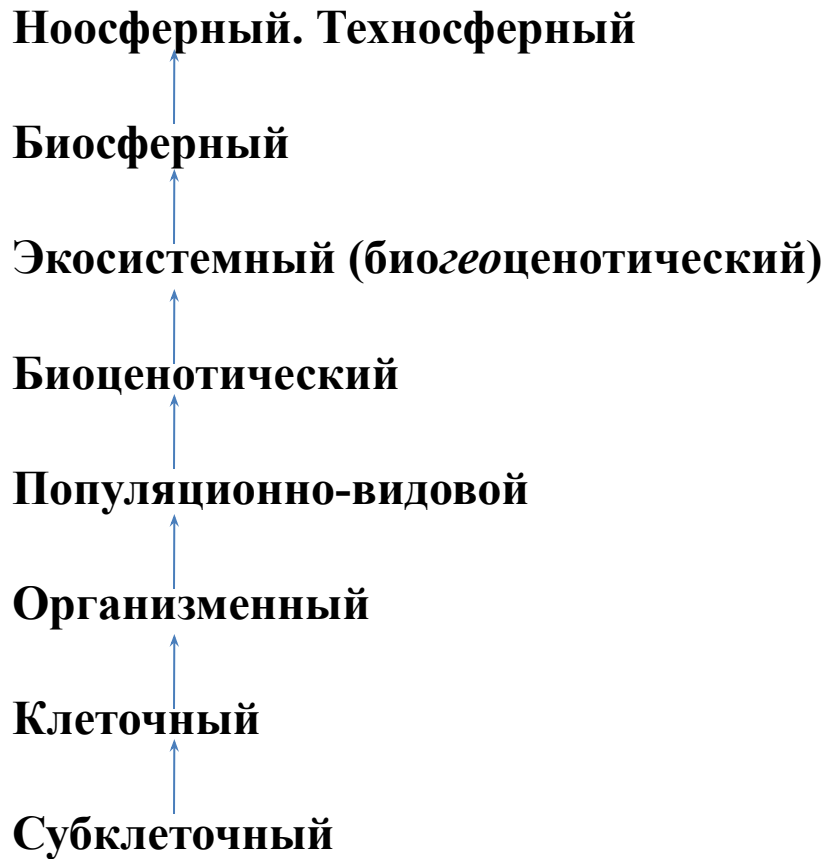 Ноосферный. Техносферный
Биосферный
Экосистемный (биогеоценотический)
Биоценотический
Популяционно-видовой
Организменный
Клеточный
Субклеточный